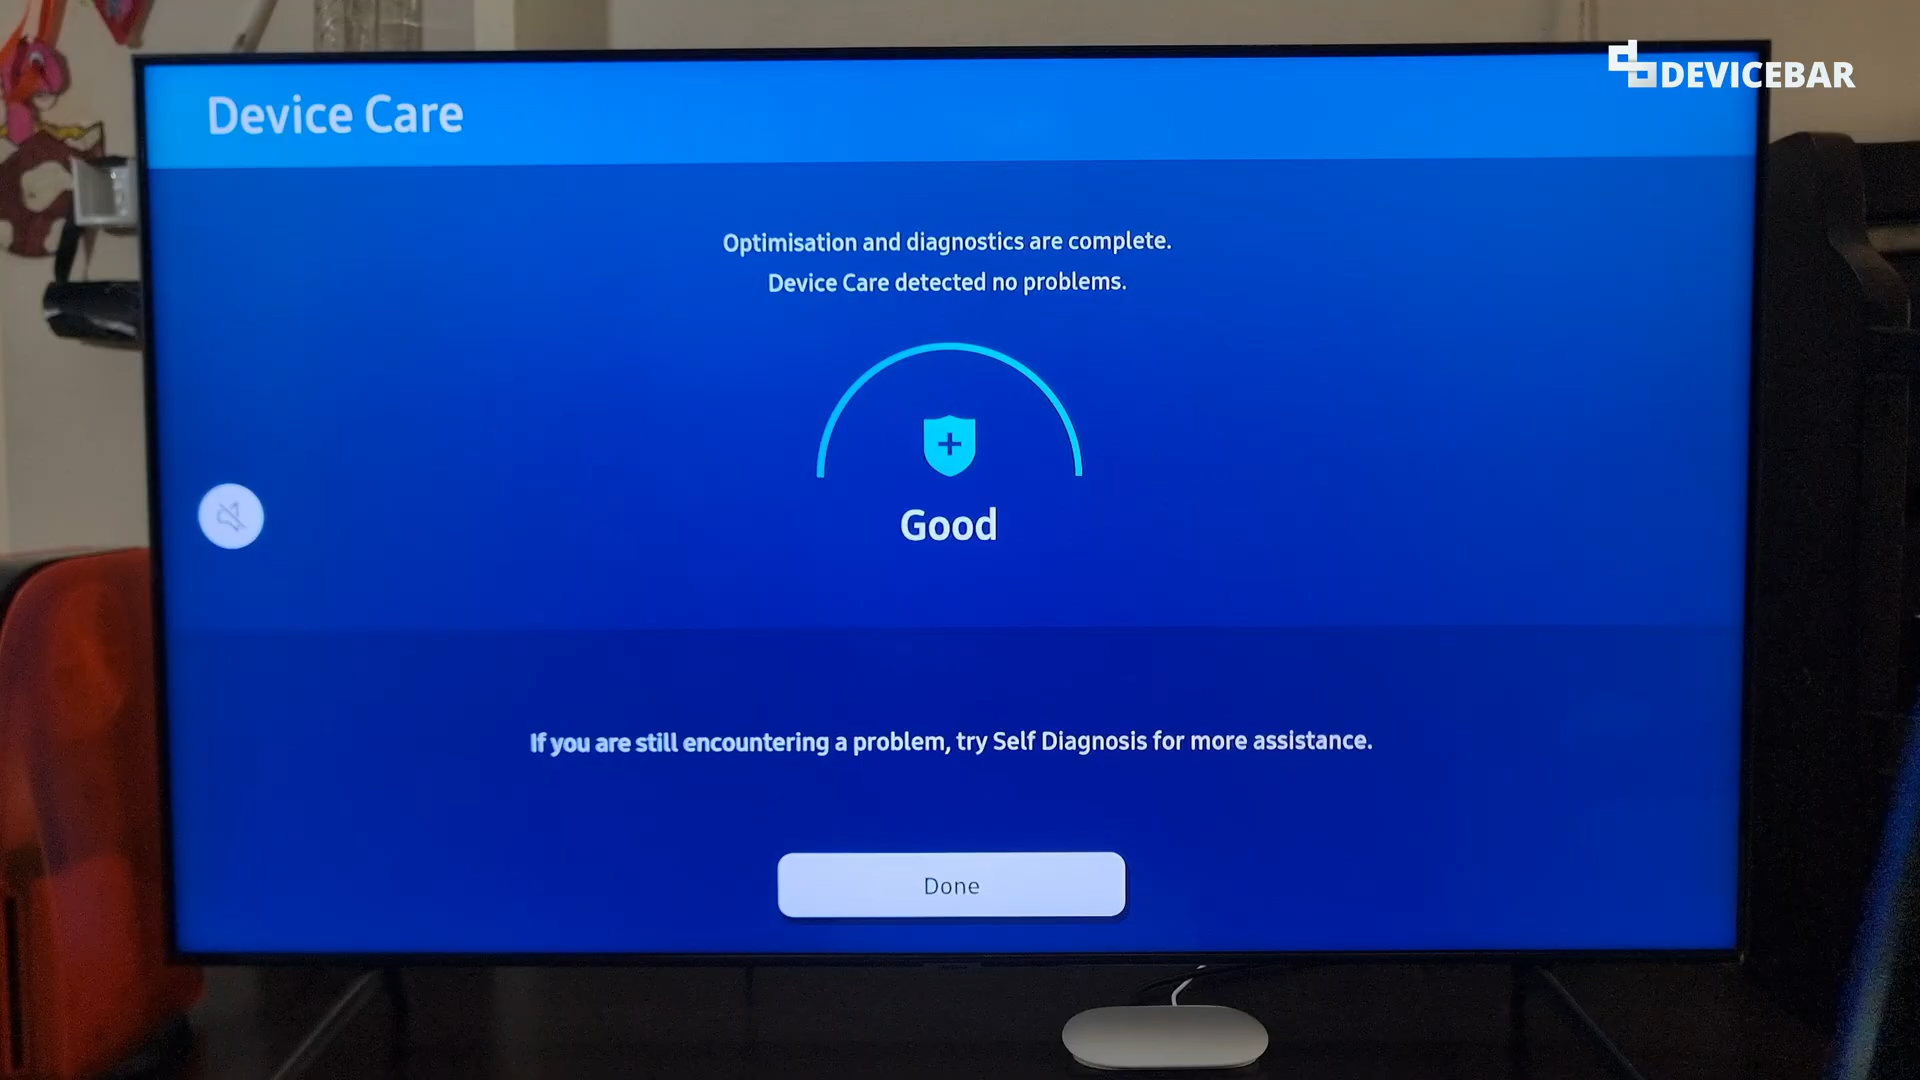 DEVICEBAR
Device Care
Optimisation and diagnostics are complete.
Device Care detected no problems.
Good
If you are still encountering a problem, try Self Diagnosis for more assistance.
Done